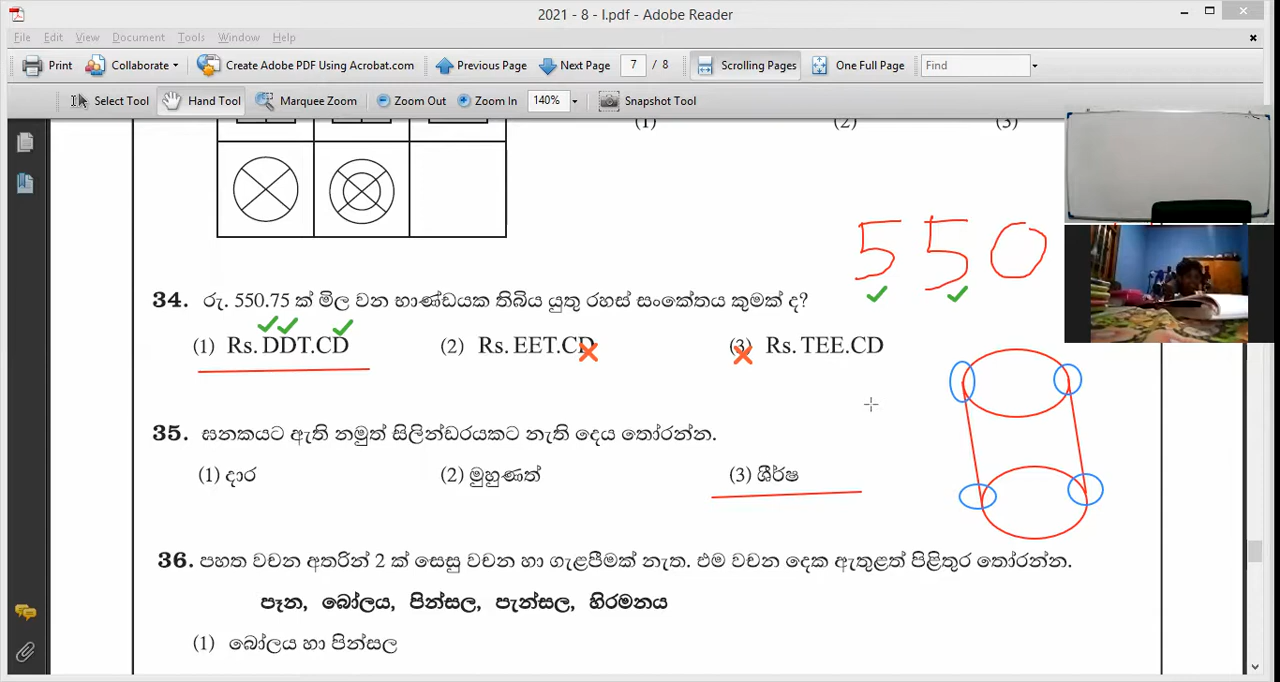 2021 - 8 - I.pdf - Adobe Reader
File Edit View Document Tools Window Help
Print Collaborate Create Adobe PDF Using Acrobat.com Previous Page Next Page 7 / 8 Scrolling Pages One Full Page Find
Select Tool Hand Tool Marquee Zoom Zoom Out Zoom In 140% Snapshot Tool
(1) (2) (3)
550
34. රු. 550.75 ක් මිල වන භාණ්ඩයක තිබිය යුතු රහස් සංකේතය කුමක් ද?
(1) Rs. DDT.CD (2) Rs. EET.CD (3) Rs. TEE.CD
35. ඝනකයට ඇති නමුත් සිලින්ඩරයකට නැති දෙය තෝරන්න.
(1) දාර (2) මුහුණත් (3) ශීර්ෂ
36. පහත වචන අතරින් 2 ක් සෙසු වචන හා ගැළපීමක් නැත. එම වචන දෙක ඇතුළත් පිළිතුර තෝරන්න.
පෑන, බෝලය, පින්සල, පැන්සල, හිරමනය
(1) බෝලය හා පින්සල